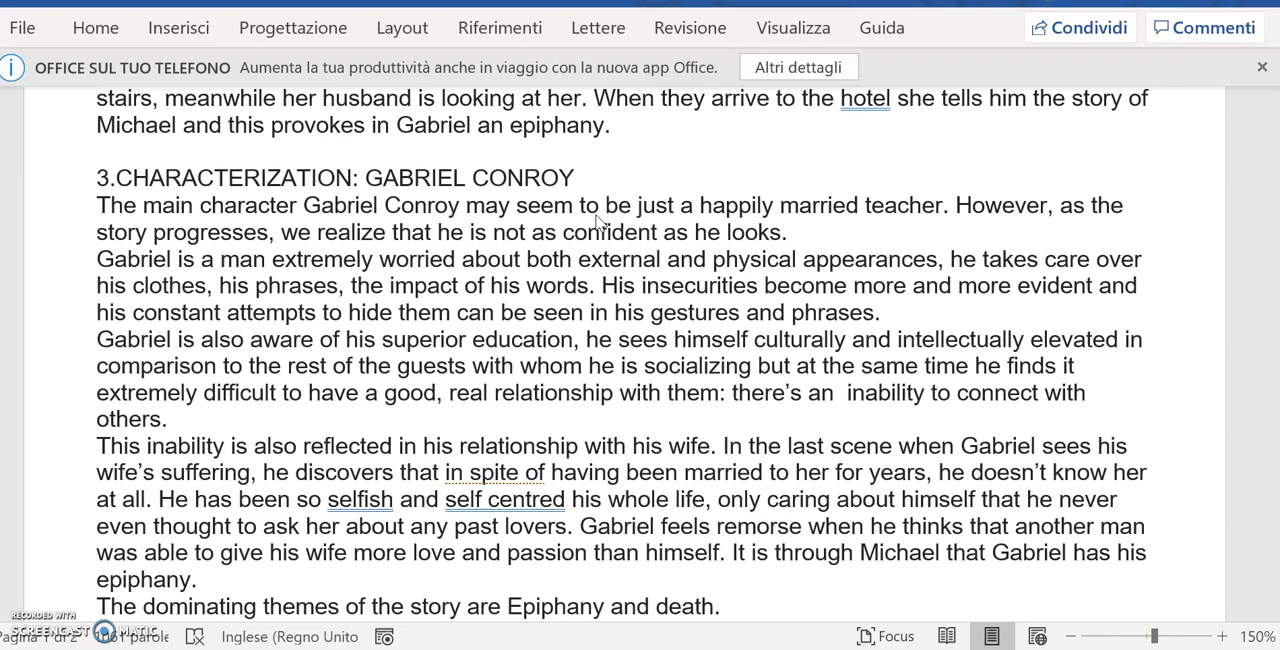 File Home Inserisci Progettazione Layout Riferimenti Lettere Revisione Visualizza Guida Condividi Commenti
OFFICE SUL TUO TELEFONO Aumenta la tua produttività anche in viaggio con la nuova app Office. Altri dettagli
stairs, meanwhile her husband is looking at her. When they arrive to the hotel she tells him the story of
Michael and this provokes in Gabriel an epiphany.
3.CHARACTERIZATION: GABRIEL CONROY
The main character Gabriel Conroy may seem to be just a happily married teacher. However, as the
story progresses, we realize that he is not as confident as he looks.
Gabriel is a man extremely worried about both external and physical appearances, he takes care over
his clothes, his phrases, the impact of his words. His insecurities become more and more evident and
his constant attempts to hide them can be seen in his gestures and phrases.
Gabriel is also aware of his superior education, he sees himself culturally and intellectually elevated in
comparison to the rest of the guests with whom he is socializing but at the same time he finds it
extremely difficult to have a good, real relationship with them: there’s an  inability to connect with
others.
This inability is also reflected in his relationship with his wife. In the last scene when Gabriel sees his
wife’s suffering, he discovers that in spite of having been married to her for years, he doesn’t know her
at all. He has been so selfish and self centred his whole life, only caring about himself that he never
even thought to ask her about any past lovers. Gabriel feels remorse when he thinks that another man
was able to give his wife more love and passion than himself. It is through Michael that Gabriel has his
epiphany.
The dominating themes of the story are Epiphany and death.
RECORDED WITH
SCREENCAST MATIC
Inglese (Regno Unito Focus 150%